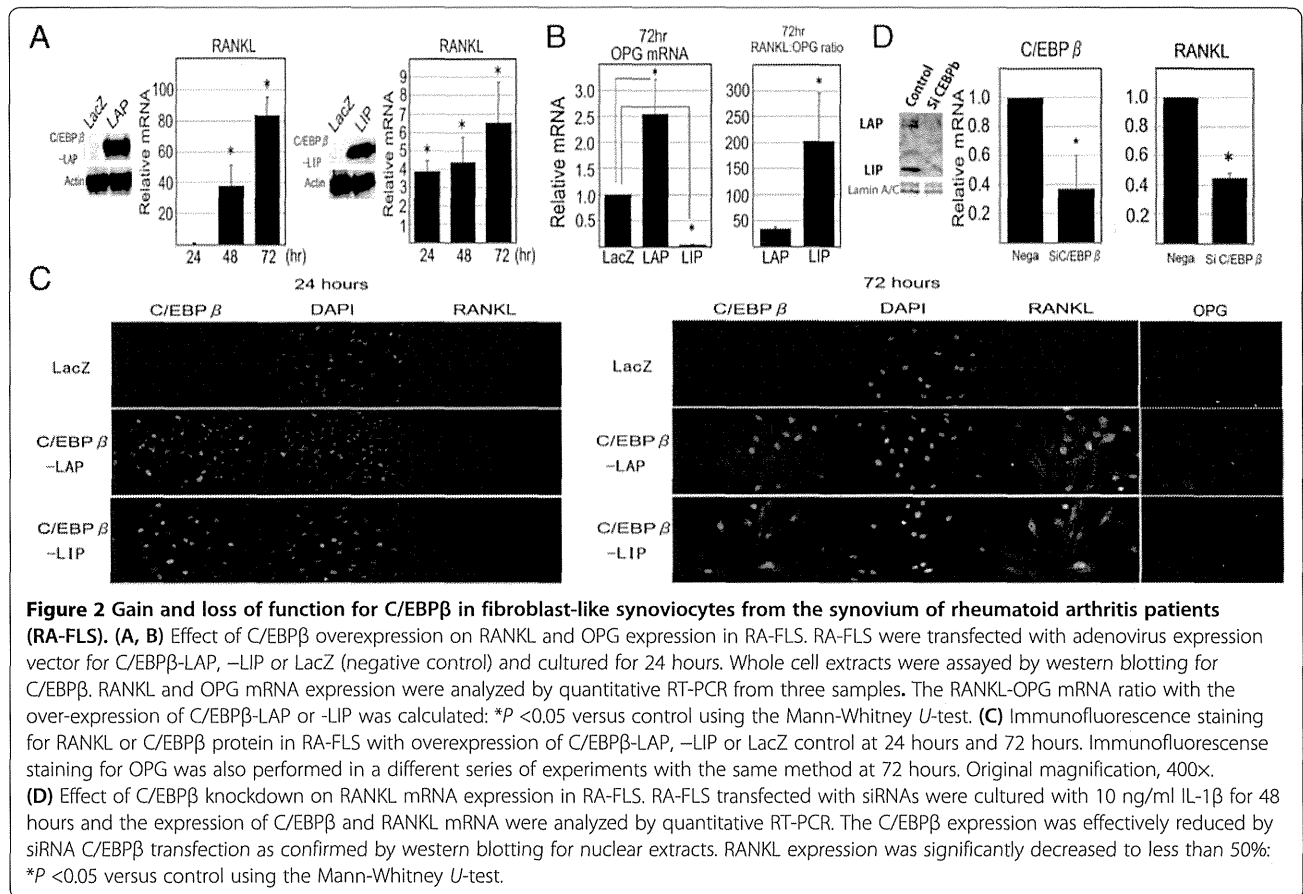 A
RANKL
LacZ
LAP
C/EBP β
-LAP
Actin
Relative mRNA
100
80
60
40
20
*
*
24 48 72 (hr)
RANKL
LacZ
LIP
C/EBP β
-LIP
Actin
Relative mRNA
9
8
7
6
5
4
3
2
1
*
*
*
24 48 72 (hr)
B
72hr
OPG mRNA
Relative mRNA
3.0
2.5
2.0
1.5
1.0
0.5
*
*
LacZ LAP LIP
72hr
RANKL:OPG ratio
300
250
200
150
100
50
*
LAP LIP
D
Control
Si CEBPb
LAP
LIP
Lamin A/C
C/EBP β
Relative mRNA
1.0
0.8
0.6
0.4
0.2
*
Nega SiC/EBP β
RANKL
1.0
0.8
0.6
0.4
0.2
*
Nega Si C/EBP β
C
24 hours
C/EBP β DAPI RANKL
LacZ
C/EBP β
-LAP
C/EBP β
-LIP
72 hours
C/EBP β DAPI RANKL OPG
LacZ
C/EBP β
-LAP
C/EBP β
-LIP
Figure 2 Gain and loss of function for C/EBPβ in fibroblast-like synoviocytes from the synovium of rheumatoid arthritis patients
(RA-FLS). (A, B) Effect of C/EBPβ overexpression on RANKL and OPG expression in RA-FLS. RA-FLS were transfected with adenovirus expression
vector for C/EBPβ-LAP, –LIP or LacZ (negative control) and cultured for 24 hours. Whole cell extracts were assayed by western blotting for
C/EBPβ. RANKL and OPG mRNA expression were analyzed by quantitative RT-PCR from three samples. The RANKL-OPG mRNA ratio with the
over-expression of C/EBPβ-LAP or -LIP was calculated: *P <0.05 versus control using the Mann-Whitney U-test. (C) Immunofluorescence staining
for RANKL or C/EBPβ protein in RA-FLS with overexpression of C/EBPβ-LAP, –LIP or LacZ control at 24 hours and 72 hours. Immunofluorescense
staining for OPG was also performed in a different series of experiments with the same method at 72 hours. Original magnification, 400×.
(D) Effect of C/EBPβ knockdown on RANKL mRNA expression in RA-FLS. RA-FLS transfected with siRNAs were cultured with 10 ng/ml IL-1β for 48
hours and the expression of C/EBPβ and RANKL mRNA were analyzed by quantitative RT-PCR. The C/EBPβ expression was effectively reduced by
siRNA C/EBPβ transfection as confirmed by western blotting for nuclear extracts. RANKL expression was significantly decreased to less than 50%:
*P <0.05 versus control using the Mann-Whitney U-test.